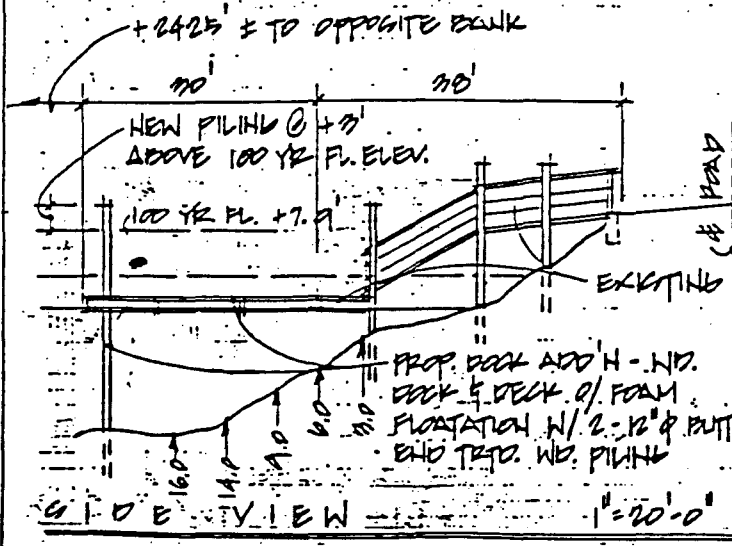 +2425' ± TO OPPOSITE BANK
30'
38'
NEW PILING @ +3'
ABOVE 100 YR FL. ELEV.
100 YR FL. +7.9'
℄ ROAD
EXISTING
PROP. DOCK ADD'N - WD.
DOCK & DECK O/ FOAM
FLOATATION W/ 2-12"φ BUTT
END TRTD. WD. PILING
16.0
14.0
9.0
6.0
3.0
SIDE VIEW
1"=20'-0"